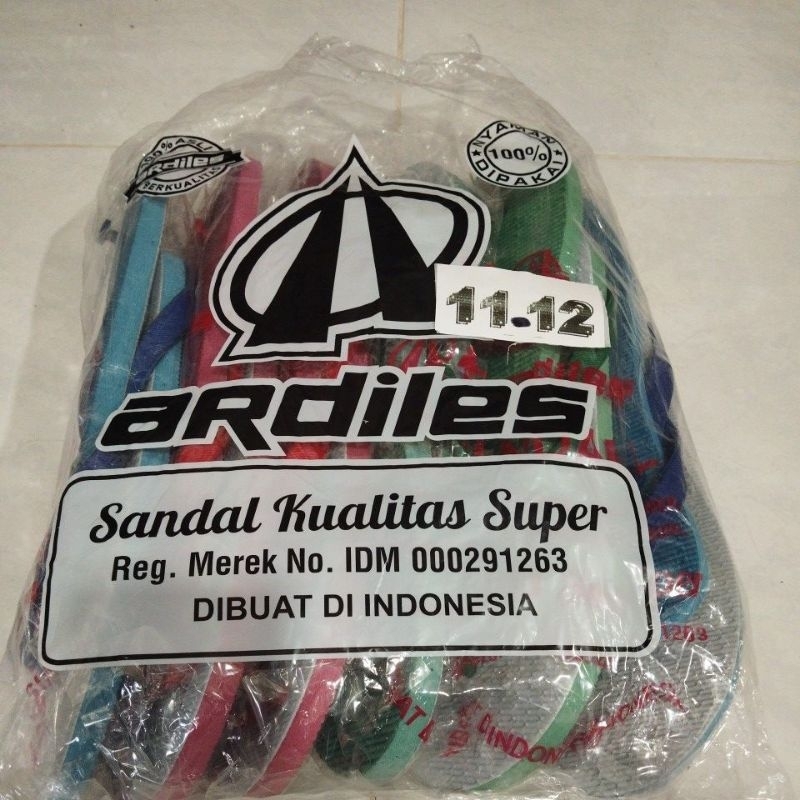 100% ASLI
ardiles
BERKUALITAS
NYAMAN
100%
DIPAKAI
11.12
ardiles
Sandal Kualitas Super
Reg. Merek No. IDM 000291263
DIBUAT DI INDONESIA